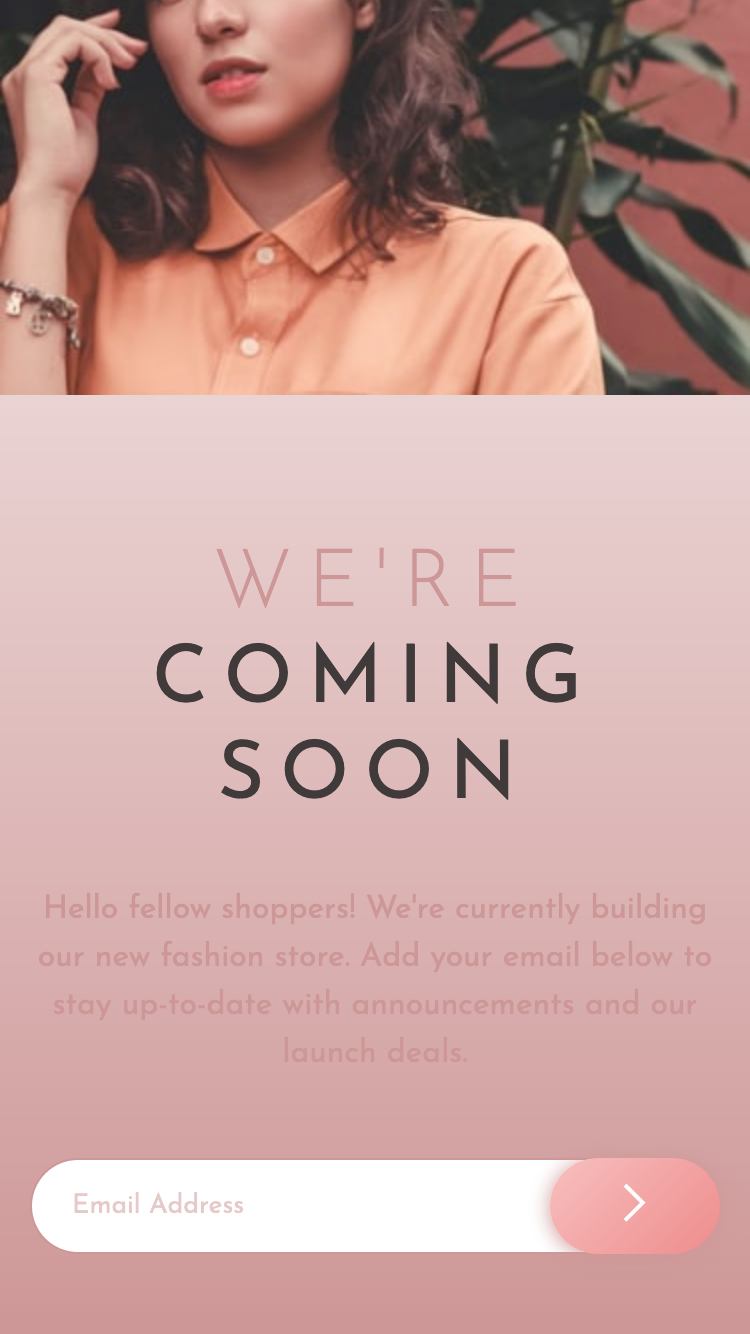 WE'RE
COMING
SOON
Hello fellow shoppers! We're currently building
our new fashion store. Add your email below to
stay up-to-date with announcements and our
launch deals.
Email Address